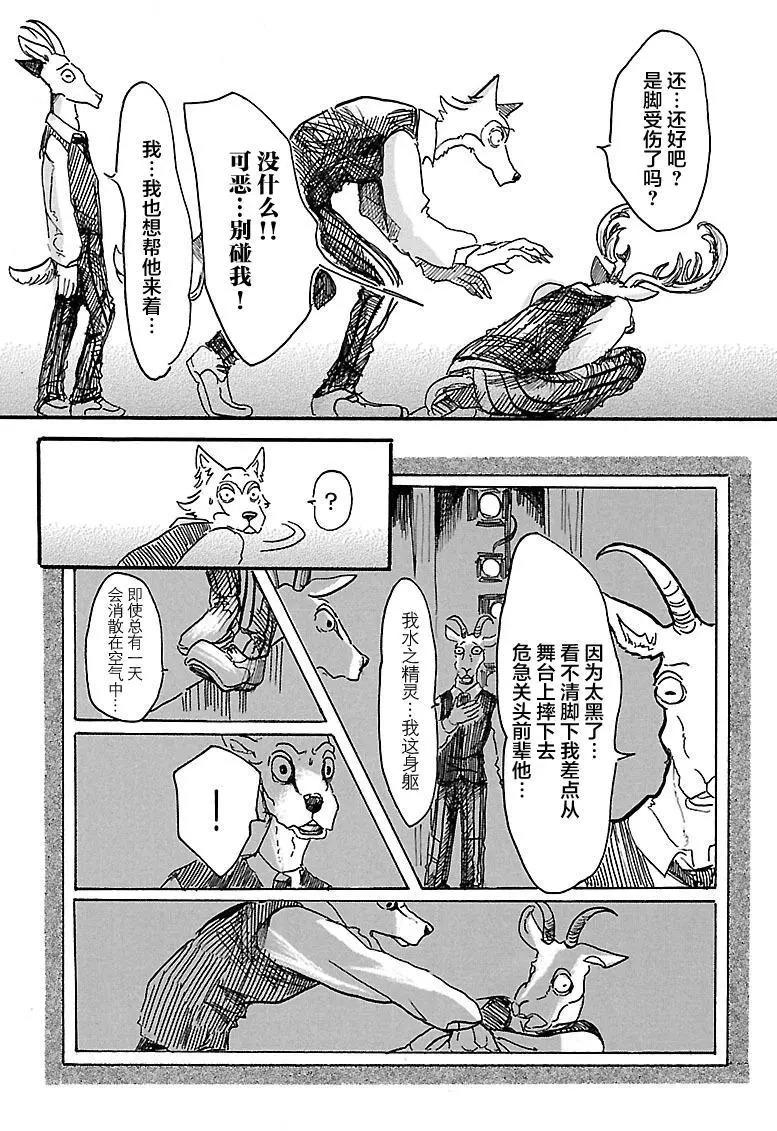 还…还好吧？
是脚受伤了吗？
没什么!!
可恶…别碰我！
我…我也想帮他来着…
？
因为太黑了…
看不清脚下我差点从
舞台上摔下去
危急关头前辈他…
我水之精灵…我这身躯
即使总有一天
会消散在空气中…
！